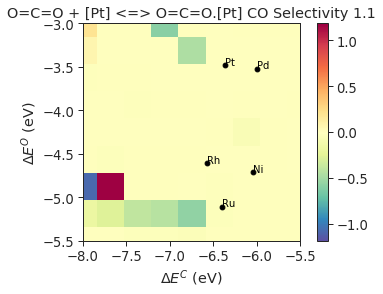 O=C=O + [Pt] <=> O=C=O.[Pt] CO Selectivity 1.1
−3.0
−3.5
−4.0
−4.5
−5.0
−5.5
ΔE^O (eV)
Pt
Pd
Rh
Ni
Ru
−8.0 −7.5 −7.0 −6.5 −6.0 −5.5
ΔE^C (eV)
1.0
0.5
0.0
−0.5
−1.0